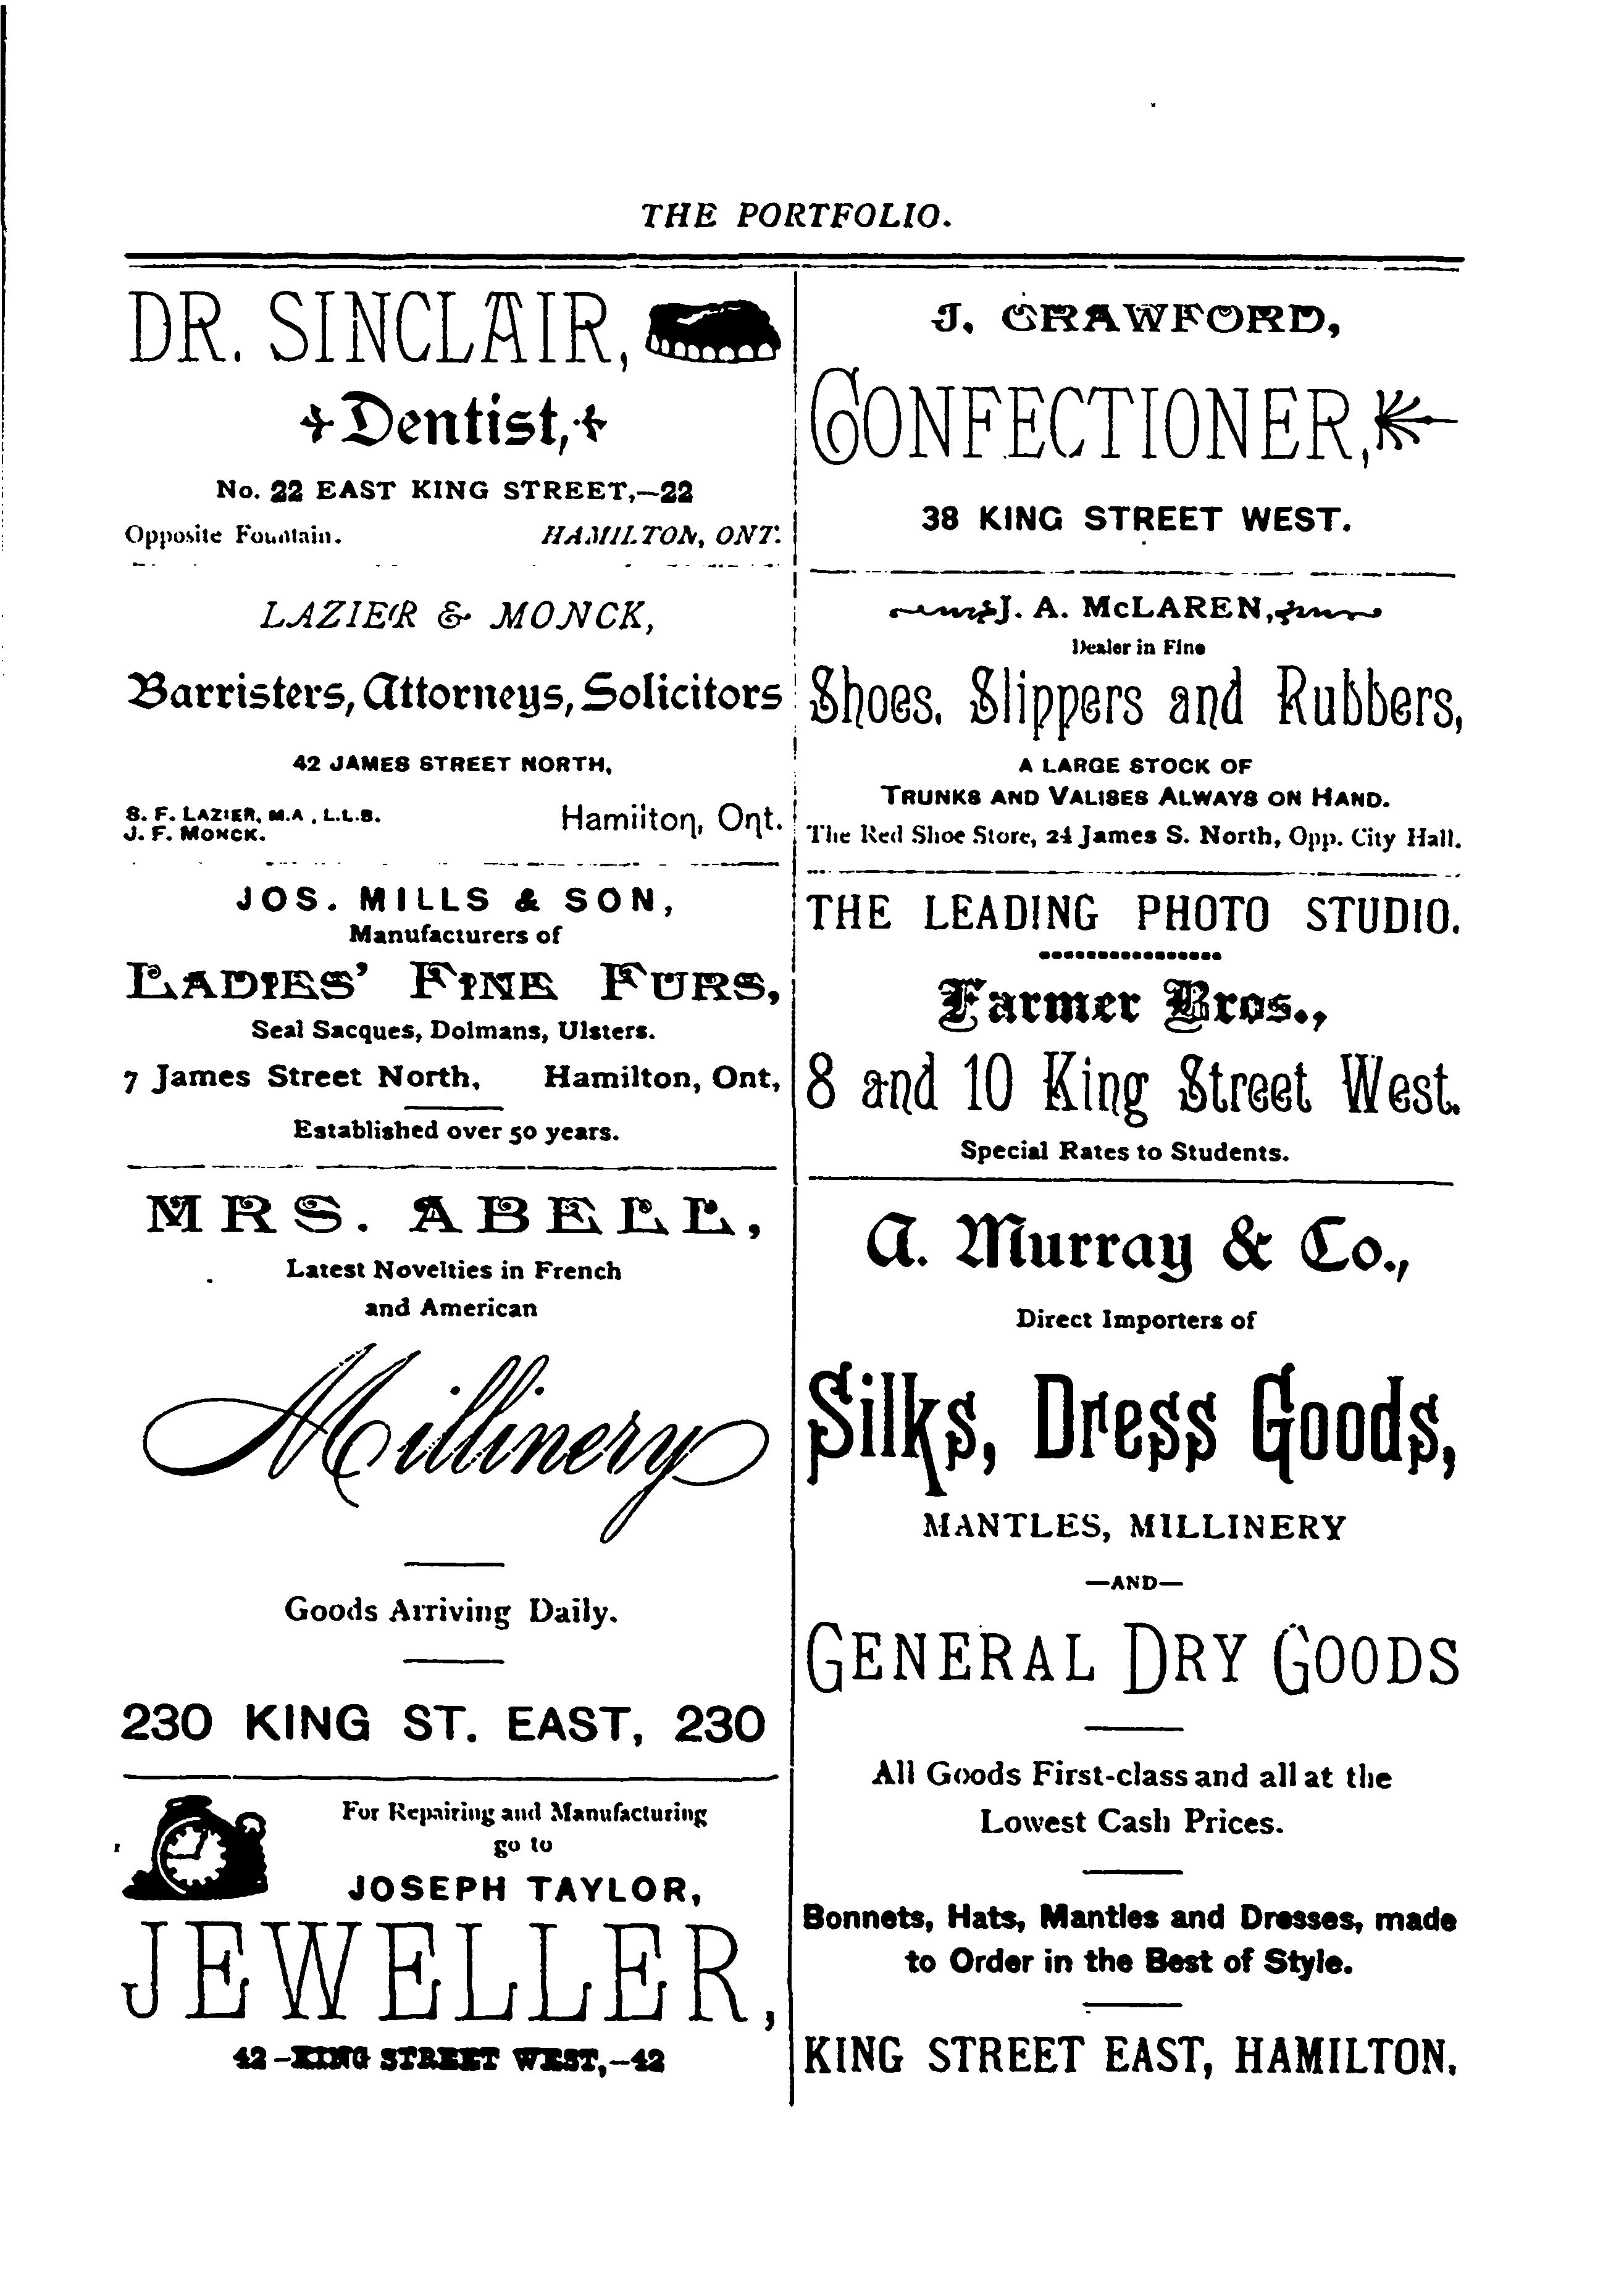 THE PORTFOLIO.
DR. SINCLAIR,
Dentist,
No. 22 EAST KING STREET,—22
Opposite Fountain. HAMILTON, ONT.
LAZIER & MONCK,
Barristers, Attorneys, Solicitors
42 JAMES STREET NORTH,
S. F. LAZIER, M.A , L.L.B.
J. F. MONCK.
Hamilton, Ont.
JOS. MILLS & SON,
Manufacturers of
LADIES' FINE FURS,
Seal Sacques, Dolmans, Ulsters.
7 James Street North, Hamilton, Ont,
Established over 50 years.
MRS. ABELL,
Latest Novelties in French
and American
Millinery
Goods Arriving Daily.
230 KING ST. EAST, 230
For Repairing and Manufacturing
go to
JOSEPH TAYLOR,
JEWELLER,
42–KING STREET WEST,–42
J. CRAWFORD,
CONFECTIONER,
38 KING STREET WEST.
J. A. McLAREN,
Dealer in Fine
Shoes, Slippers and Rubbers,
A LARGE STOCK OF
TRUNKS AND VALISES ALWAYS ON HAND.
The Red Shoe Store, 24 James S. North, Opp. City Hall.
THE LEADING PHOTO STUDIO.
Farmer Bros.,
8 and 10 King Street West.
Special Rates to Students.
A. Murray & Co.,
Direct Importers of
Silks, Dress Goods,
MANTLES, MILLINERY
—AND—
GENERAL DRY GOODS
All Goods First-class and all at the
Lowest Cash Prices.
Bonnets, Hats, Mantles and Dresses, made
to Order in the Best of Style.
KING STREET EAST, HAMILTON.